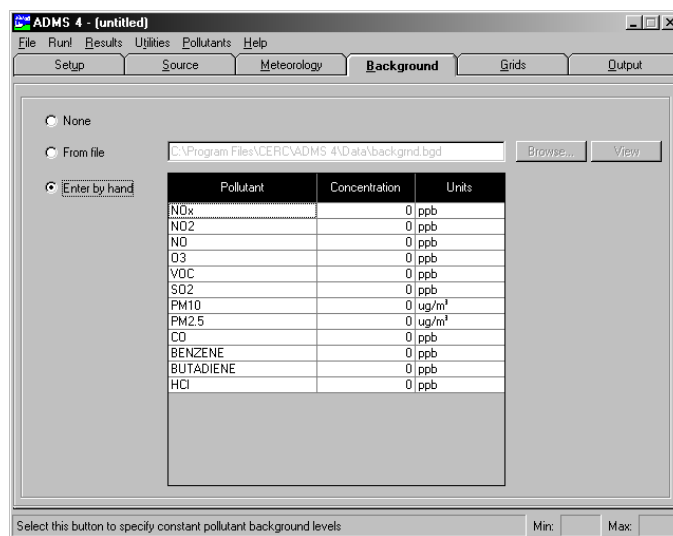 ADMS 4 - (untitled)
File Run! Results Utilities Pollutants Help
Setup Source Meteorology Background Grids Output
None
From file C:\Program Files\CERC\ADMS 4\Data\backgrnd.bgd Browse... View
Enter by hand
Pollutant Concentration Units
NOx 0 ppb
NO2 0 ppb
NO 0 ppb
O3 0 ppb
VOC 0 ppb
SO2 0 ppb
PM10 0 ug/m³
PM2.5 0 ug/m³
CO 0 ppb
BENZENE 0 ppb
BUTADIENE 0 ppb
HCl 0 ppb
Select this button to specify constant pollutant background levels Min: Max: